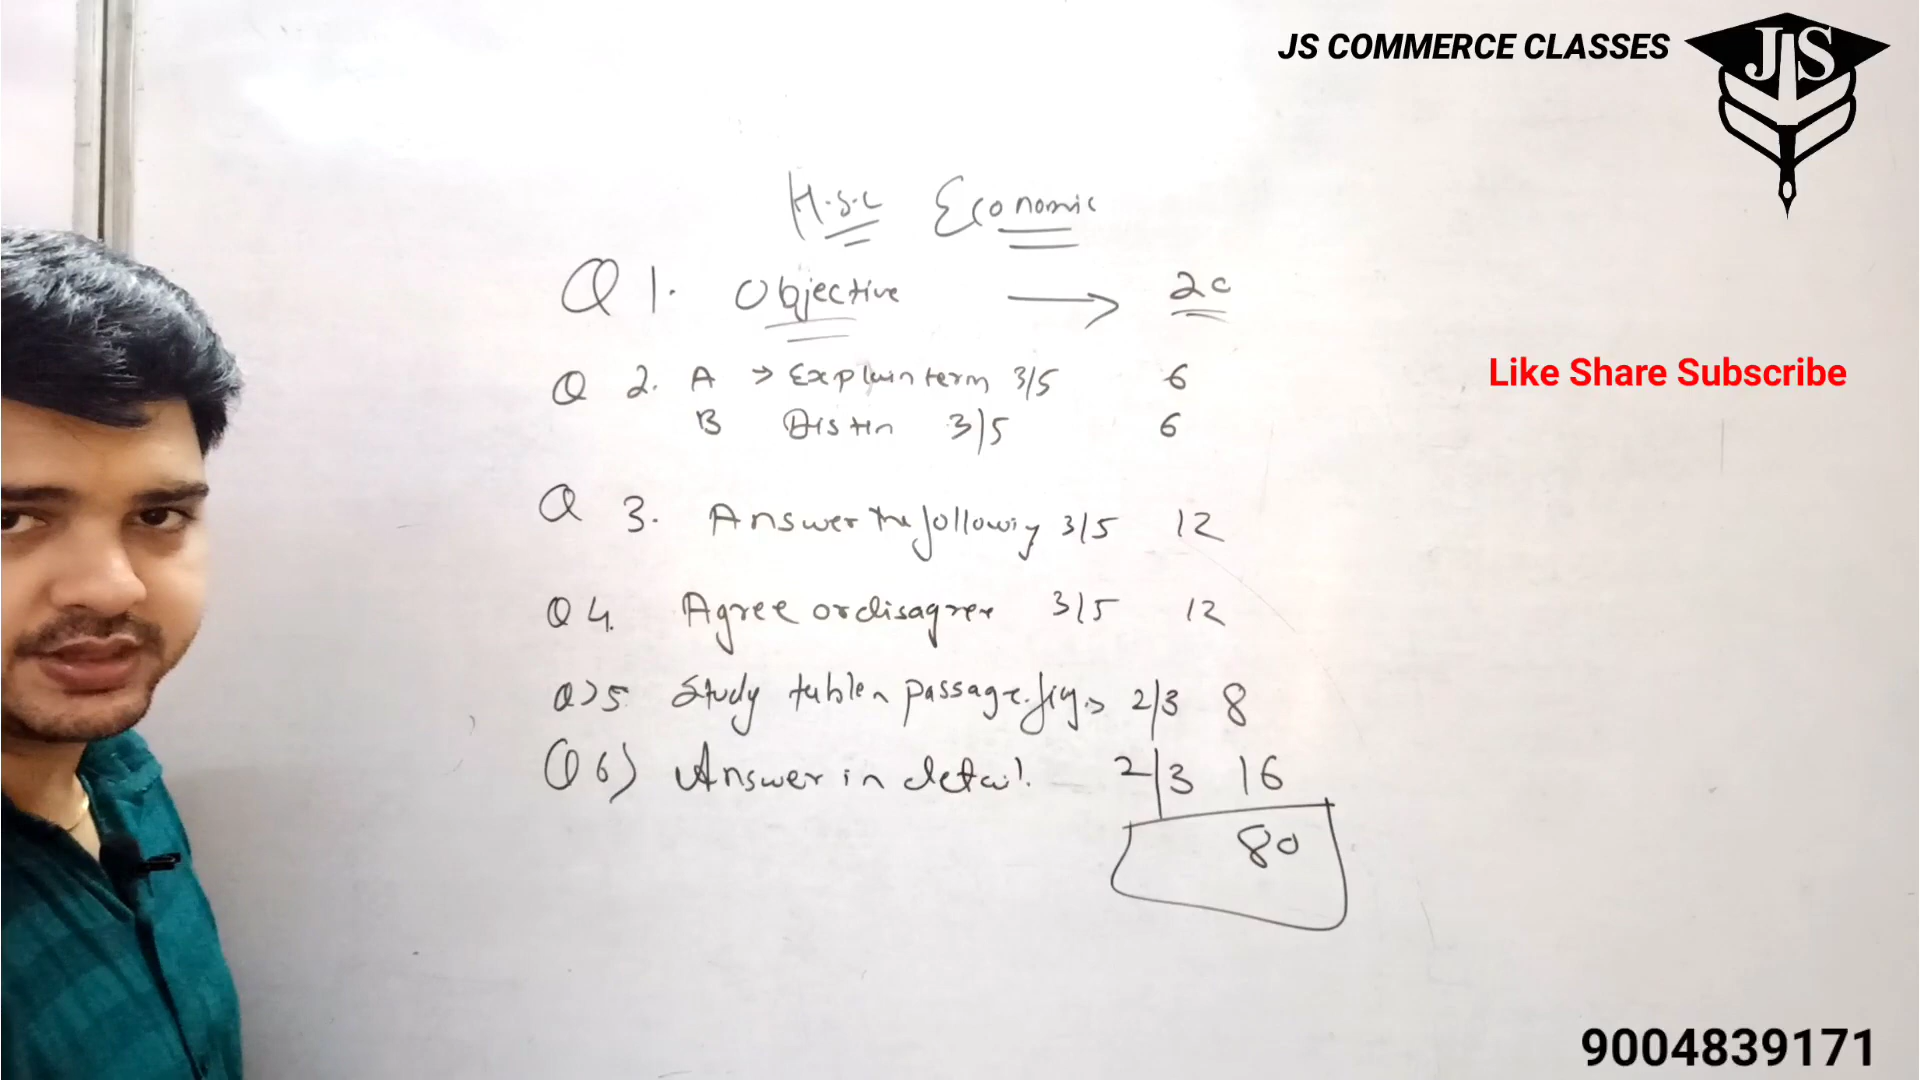 JS COMMERCE CLASSES
JS
H.S.C Economic
Q 1. Objective → 20
Q 2. A → Explain term 3/5 6
B Distin 3/5 6
Like Share Subscribe
Q 3. Answer the following 3/5 12
Q 4. Agree or disagree 3/5 12
Q>5 Study table, passage. fig. 2/3 8
Q 6) Answer in detail. 2/3 16
80
9004839171